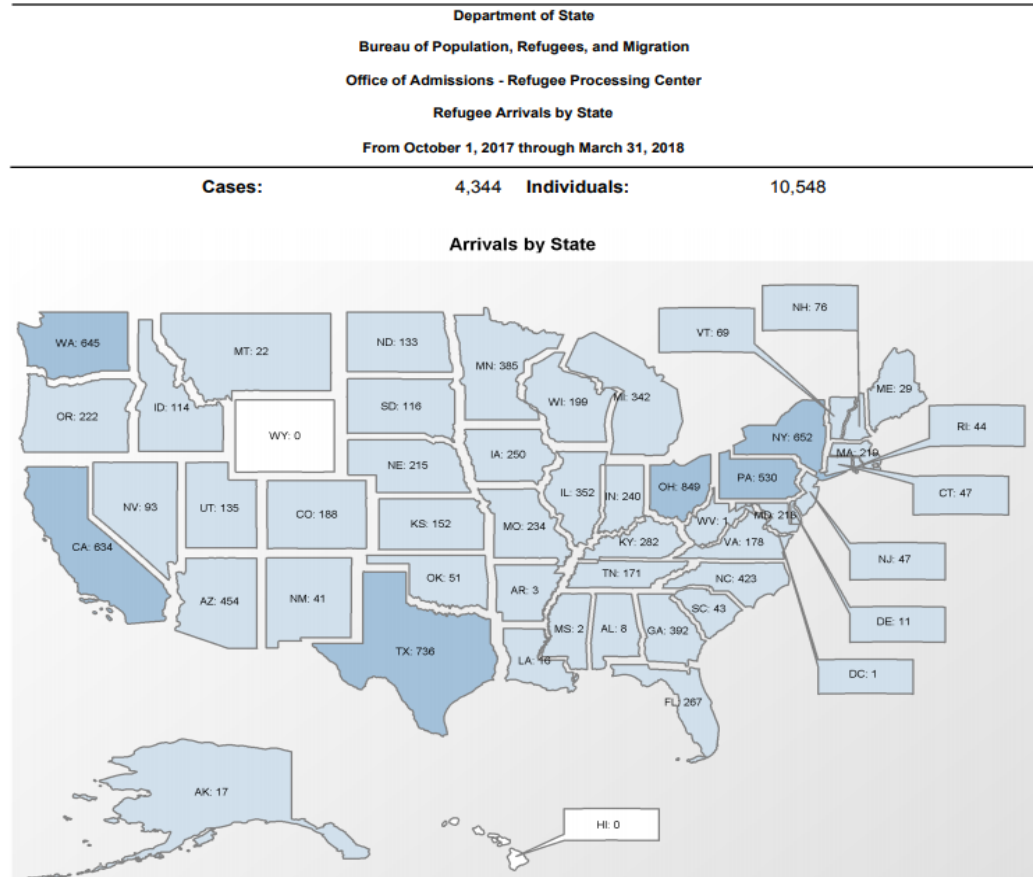 Department of State
Bureau of Population, Refugees, and Migration
Office of Admissions - Refugee Processing Center
Refugee Arrivals by State
From October 1, 2017 through March 31, 2018
Cases: 4,344 Individuals: 10,548
Arrivals by State
NH: 76
VT: 69
WA: 645
MT: 22
ND: 133
MN: 385
ME: 29
OR: 222
ID: 114
SD: 116
WI: 199
MI: 342
RI: 44
WY: 0
NY: 652
MA: 219
IA: 250
NE: 215
PA: 530
OH: 849
CT: 47
NV: 93
UT: 135
CO: 188
IL: 352
IN: 240
MD: 218
WV: 1
KS: 152
MO: 234
KY: 282
VA: 178
CA: 634
NJ: 47
TN: 171
NC: 423
OK: 51
AR: 3
AZ: 454
NM: 41
SC: 43
MS: 2
AL: 8
GA: 392
DE: 11
TX: 736
LA: 16
DC: 1
FL: 267
AK: 17
HI: 0